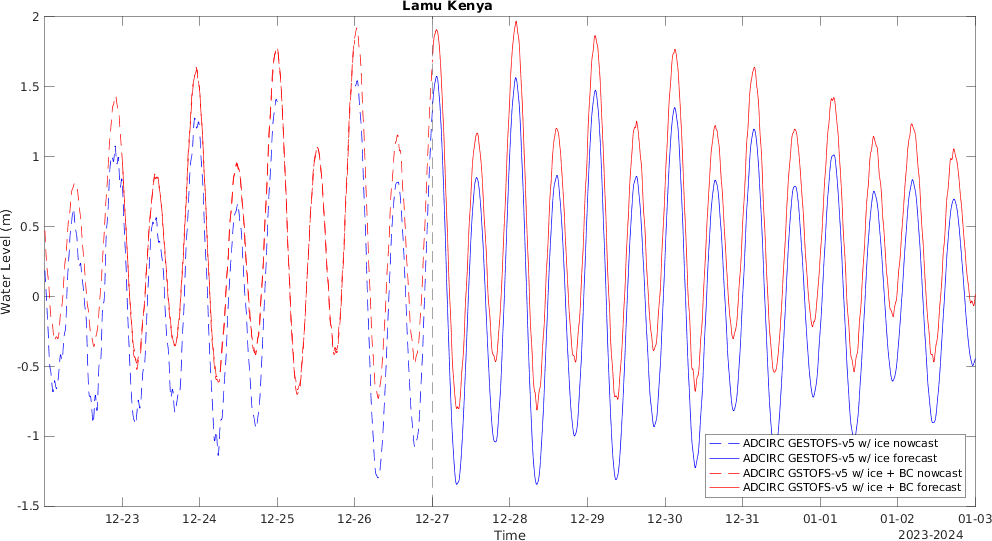 Lamu Kenya
2
1.5
1
0.5
0
-0.5
-1
-1.5
Water Level (m)
ADCIRC GESTOFS-v5 w/ ice nowcast
ADCIRC GESTOFS-v5 w/ ice forecast
ADCIRC GSTOFS-v5 w/ ice + BC nowcast
ADCIRC GSTOFS-v5 w/ ice + BC forecast
12-23 12-24 12-25 12-26 12-27 12-28 12-29 12-30 12-31 01-01 01-02 01-03
Time
2023-2024